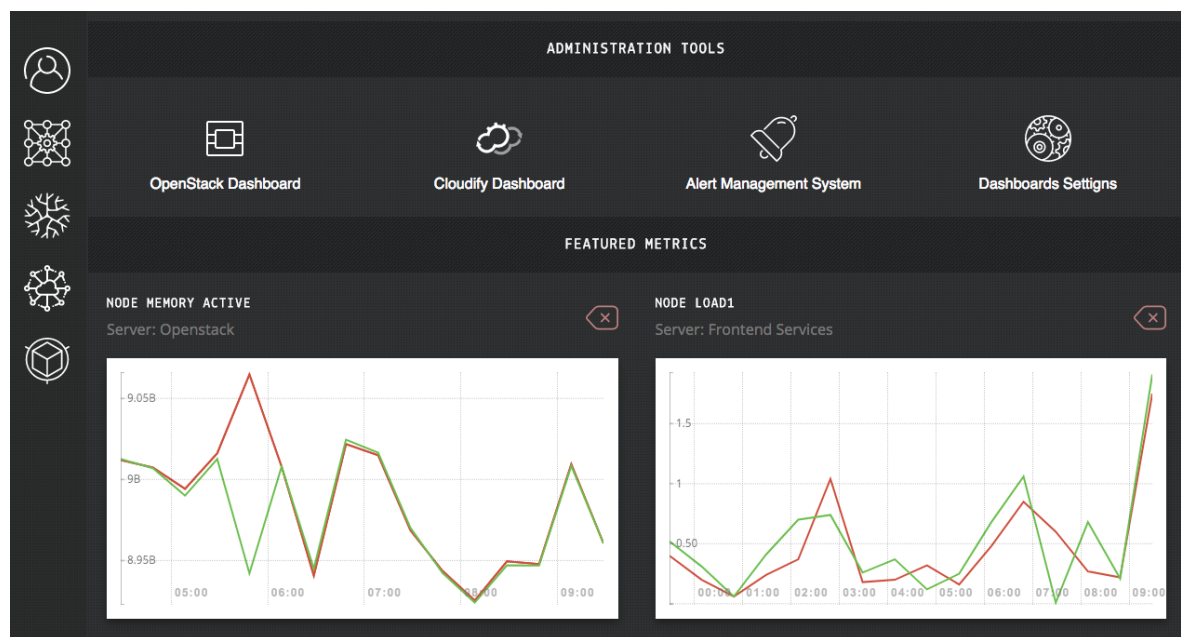 ADMINISTRATION TOOLS
OpenStack Dashboard
Cloudify Dashboard
Alert Management System
Dashboards Settigns
FEATURED METRICS
NODE MEMORY ACTIVE
Server: Openstack
9.05B
9B
8.95B
05:00 06:00 07:00 08:00 09:00
NODE LOAD1
Server: Frontend Services
1.5
1
0.50
00:00 01:00 02:00 03:00 04:00 05:00 06:00 07:00 08:00 09:00